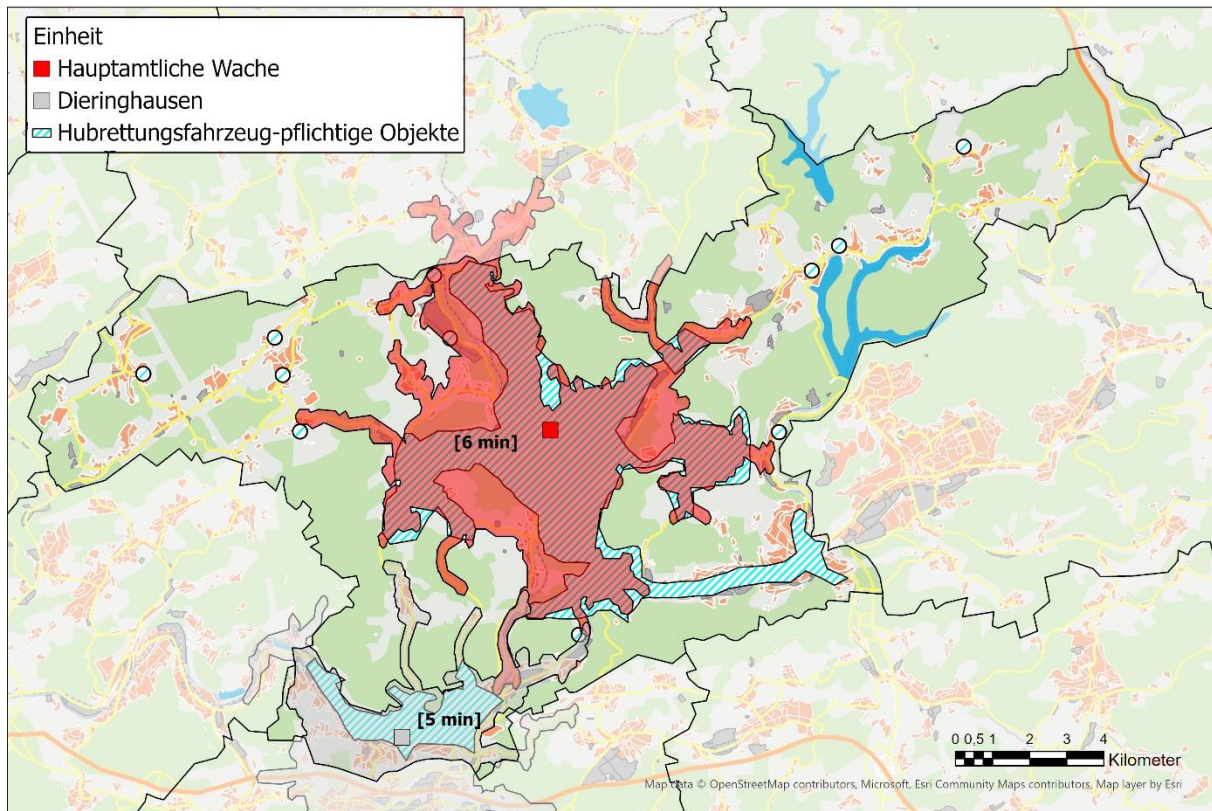 Einheit
Hauptamtliche Wache
Dieringhausen
Hubrettungsfahrzeug-pflichtige Objekte
[6 min]
[5 min]
0 0,5 1 2 3 4
Kilometer
Map data © OpenStreetMap contributors, Microsoft, Esri Community Maps contributors, Map layer by Esri